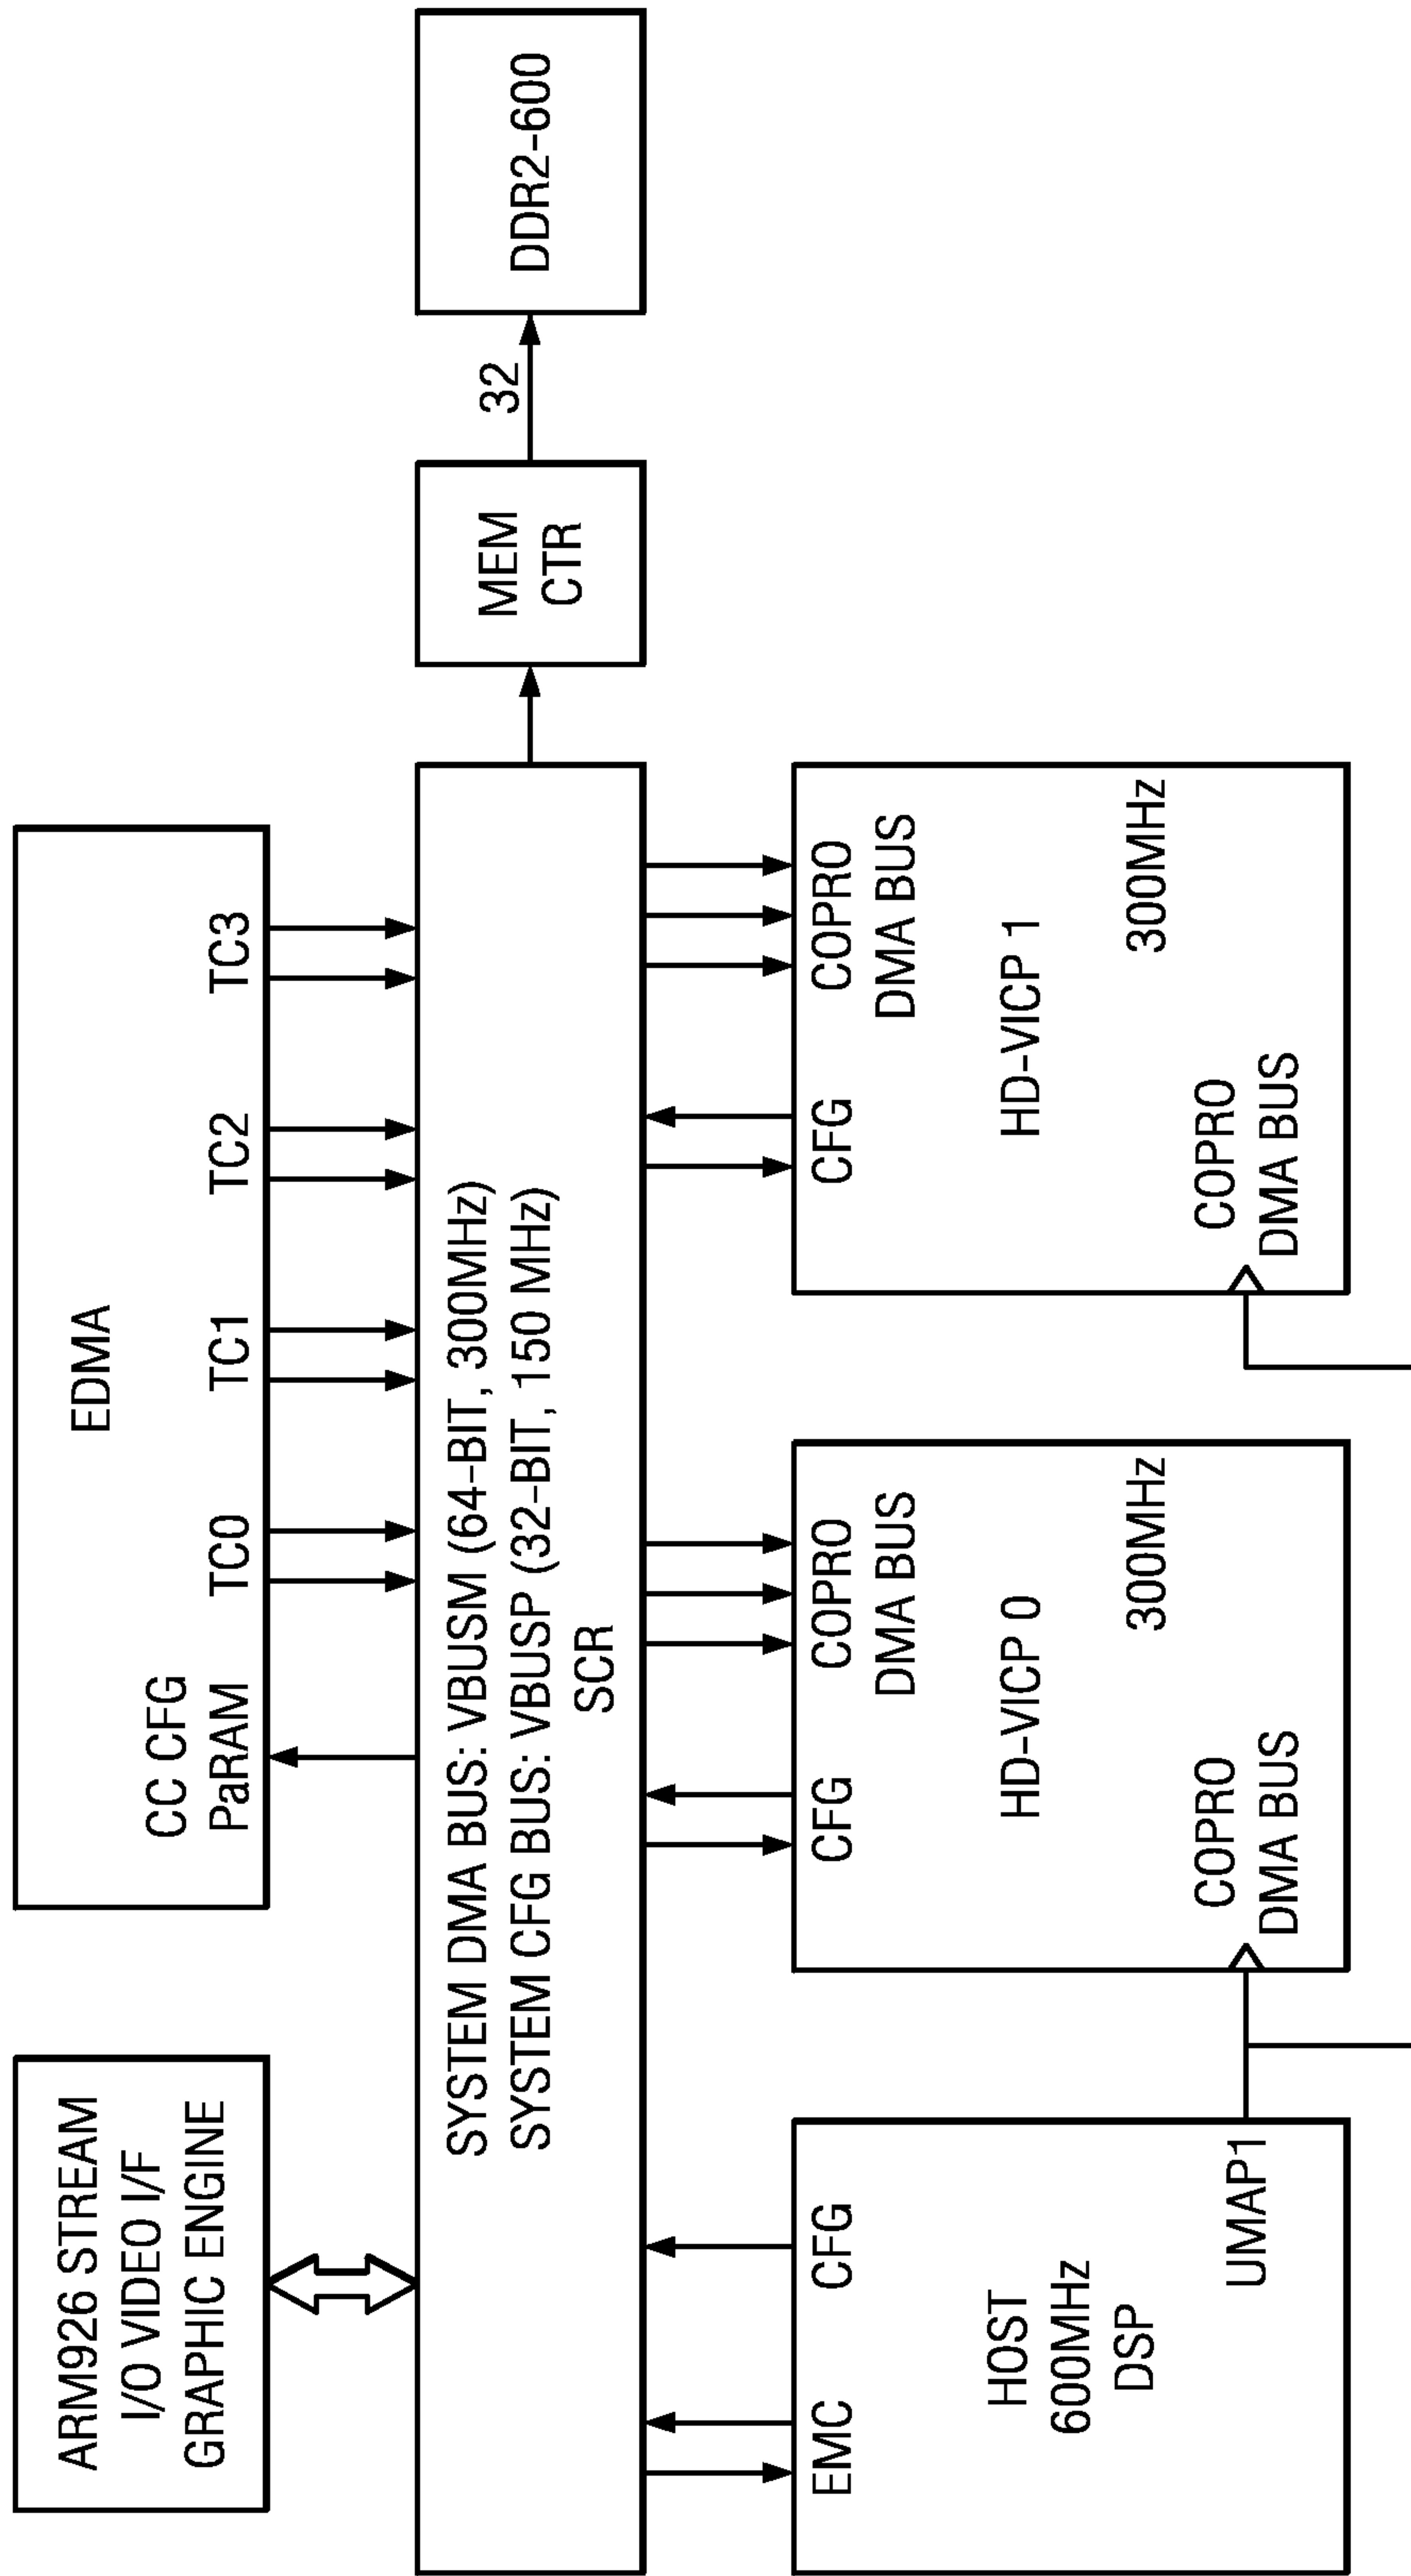 ARM926 STREAM
I/O VIDEO I/F
GRAPHIC ENGINE
EDMA
CC CFG
PaRAM
TC0
TC1
TC2
TC3
SYSTEM DMA BUS: VBUSM (64-BIT, 300MHz)
SYSTEM CFG BUS: VBUSP (32-BIT, 150 MHz)
SCR
MEM
CTR
32
DDR2-600
EMC
CFG
HOST
600MHz
DSP
UMAP1
CFG
COPRO
DMA BUS
HD-VICP 0
300MHz
COPRO
DMA BUS
CFG
COPRO
DMA BUS
HD-VICP 1
300MHz
COPRO
DMA BUS